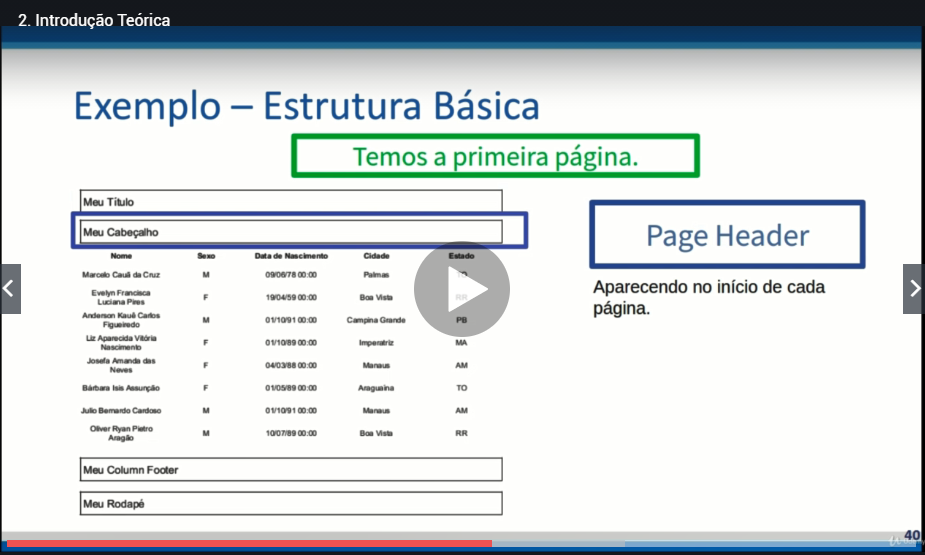 2. Introdução Teórica
Exemplo – Estrutura Básica
Temos a primeira página.
Meu Título
Meu Cabeçalho
Page Header
Aparecendo no início de cada
página.
Nome Sexo Data de Nascimento Cidade Estado
Marcelo Cauã da Cruz M 09/06/78 00:00 Palmas TO
Evelyn Francisca
Luciana Pires F 19/04/59 00:00 Boa Vista RR
Anderson Kauê Carlos
Figueiredo M 01/10/91 00:00 Campina Grande PB
Liz Aparecida Vitória
Nascimento F 01/10/89 00:00 Imperatriz MA
Josefa Amanda das
Neves F 04/03/88 00:00 Manaus AM
Bárbara Isis Assunção F 01/05/89 00:00 Araguaína TO
Julio Bernardo Cardoso M 01/10/91 00:00 Manaus AM
Oliver Ryan Pietro
Aragão M 10/07/89 00:00 Boa Vista RR
Meu Column Footer
Meu Rodapé
40